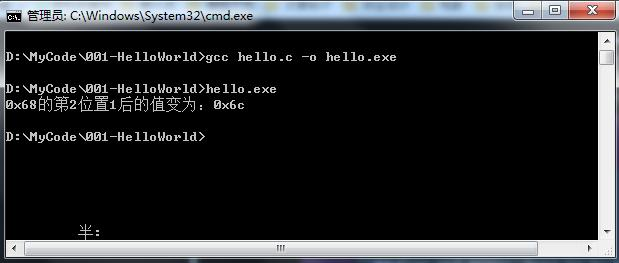 管理员: C:\Windows\System32\cmd.exe
D:\MyCode\001-HelloWorld>gcc hello.c -o hello.exe
D:\MyCode\001-HelloWorld>hello.exe
0x68的第2位置1后的值变为：0x6c
D:\MyCode\001-HelloWorld>
半：